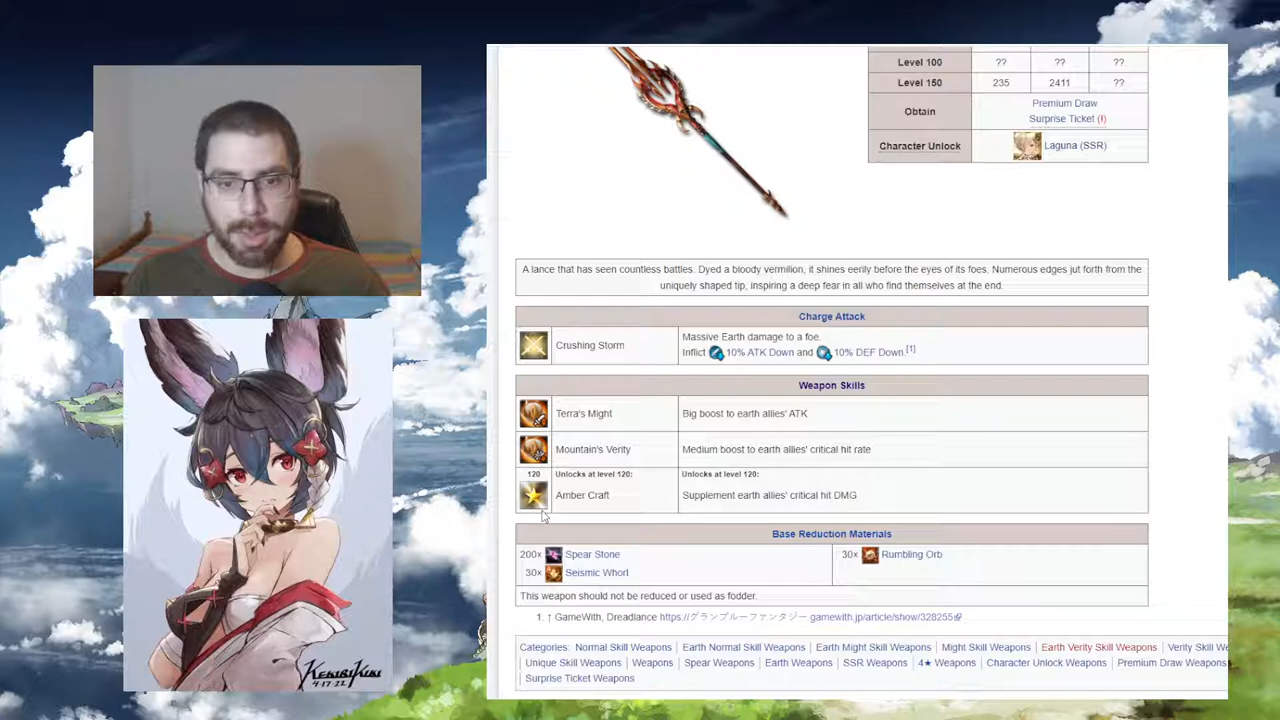 Level 100 ?? ?? ??
Level 150 235 2411 ??
Obtain Premium Draw
Surprise Ticket (!)
Character Unlock Laguna (SSR)
A lance that has seen countless battles. Dyed a bloody vermilion, it shines eerily before the eyes of its foes. Numerous edges jut forth from the
uniquely shaped tip, inspiring a deep fear in all who find themselves at the end.
Charge Attack
Crushing Storm
Massive Earth damage to a foe.
Inflict 10% ATK Down and 10% DEF Down.[1]
Weapon Skills
Terra's Might Big boost to earth allies' ATK
Mountain's Verity Medium boost to earth allies' critical hit rate
120 Unlocks at level 120: Unlocks at level 120:
Amber Craft Supplement earth allies' critical hit DMG
Base Reduction Materials
200× Spear Stone 30× Rumbling Orb
30× Seismic Whorl
This weapon should not be reduced or used as fodder.
1. ↑ GameWith, Dreadlance https://グランブルーファンタジー gamewith.jp/article/show/328255
Categories: Normal Skill Weapons | Earth Normal Skill Weapons | Earth Might Skill Weapons | Might Skill Weapons | Earth Verity Skill Weapons | Verity Skill We
Unique Skill Weapons | Weapons | Spear Weapons | Earth Weapons | SSR Weapons | 4★ Weapons | Character Unlock Weapons | Premium Draw Weapons
Surprise Ticket Weapons
KEKIRIKIKI
4-17-22